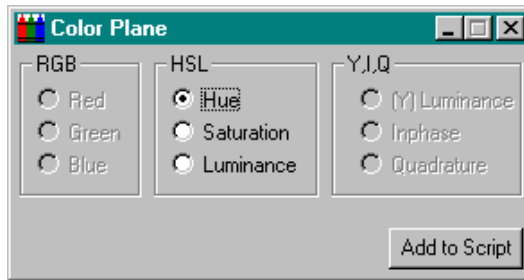 Color Plane
RGB
Red
Green
Blue
HSL
Hue
Saturation
Luminance
Y,I,Q
(Y) Luminance
Inphase
Quadrature
Add to Script